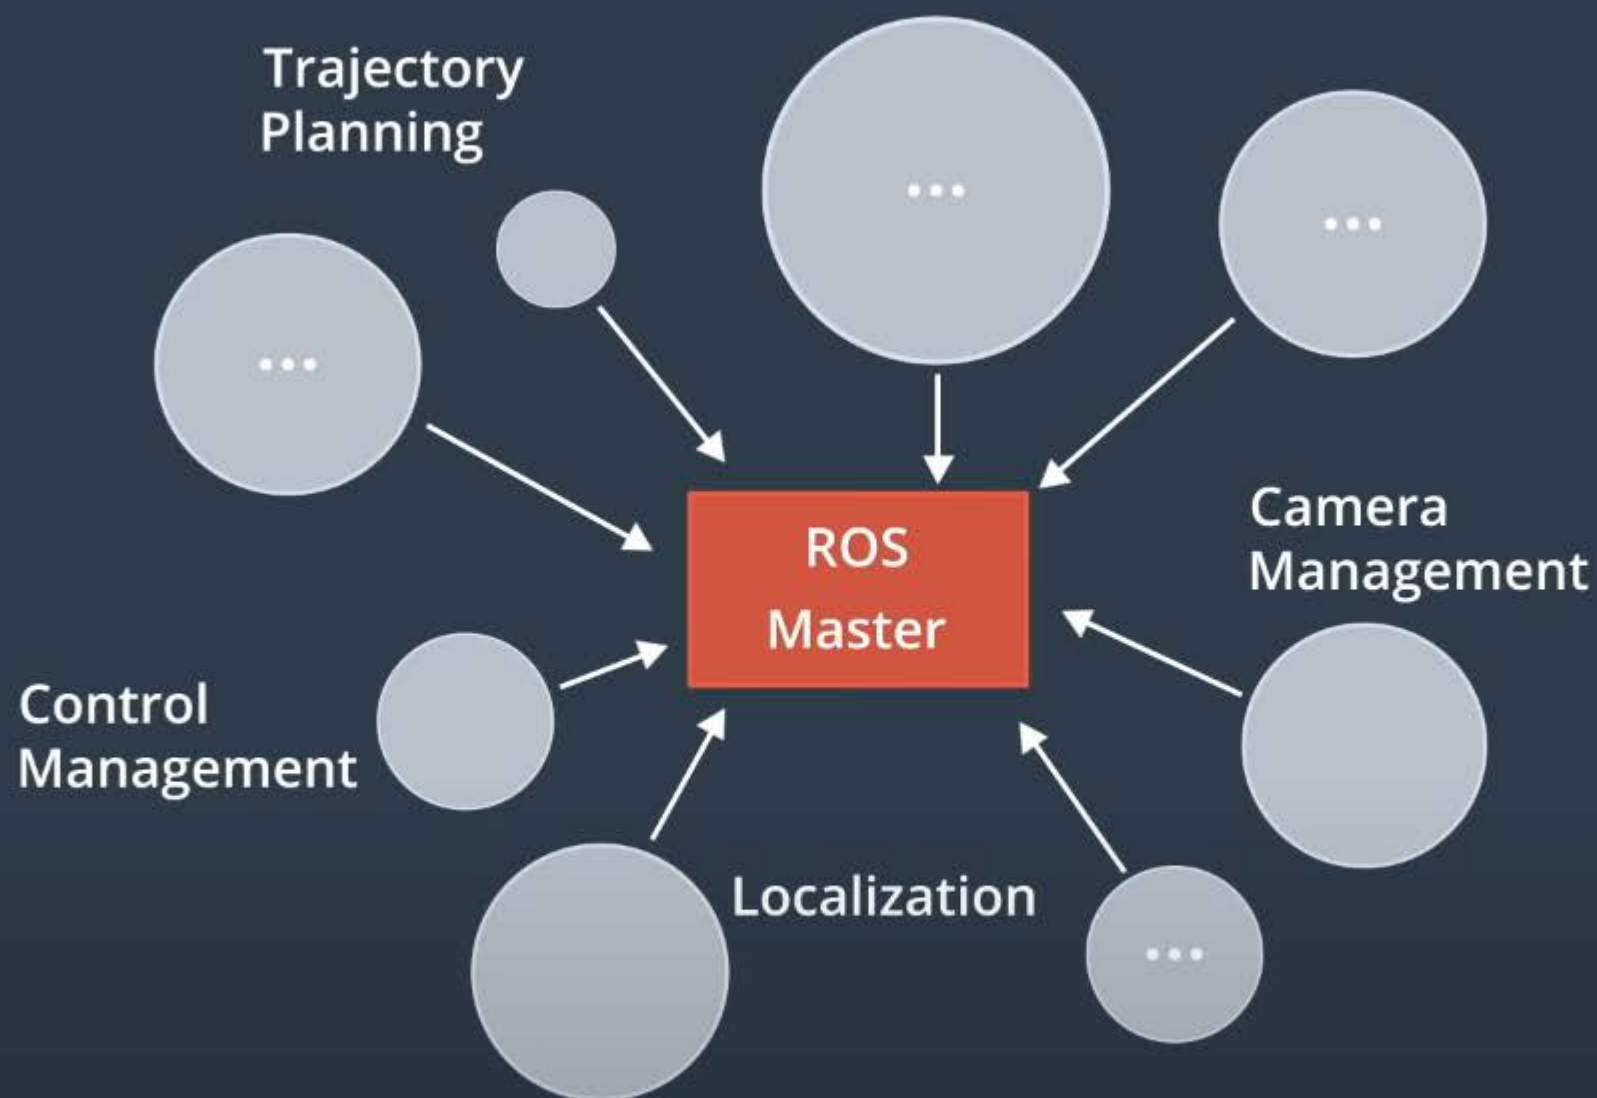 Trajectory
Planning
...
...
...
ROS
Master
Camera
Management
Control
Management
Localization
...